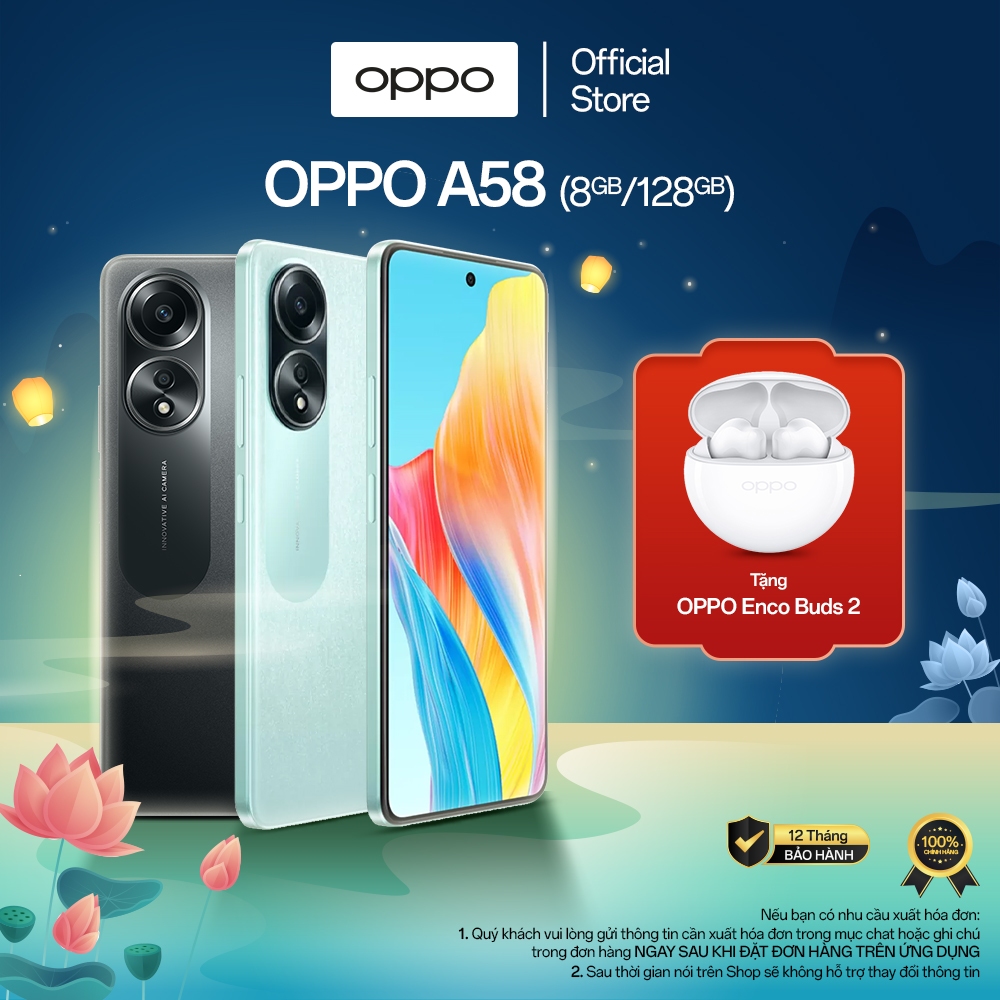 oppo
Official
Store
OPPO A58 (8GB/128GB)
INNOVATIVE AI CAMERA
oppo
Tặng
OPPO Enco Buds 2
12 Tháng
BẢO HÀNH
100%
CHÍNH HÃNG
Nếu bạn có nhu cầu xuất hóa đơn:
1. Quý khách vui lòng gửi thông tin cần xuất hóa đơn trong mục chat hoặc ghi chú
trong đơn hàng NGAY SAU KHI ĐẶT ĐƠN HÀNG TRÊN ỨNG DỤNG
2. Sau thời gian nói trên Shop sẽ không hỗ trợ thay đổi thông tin